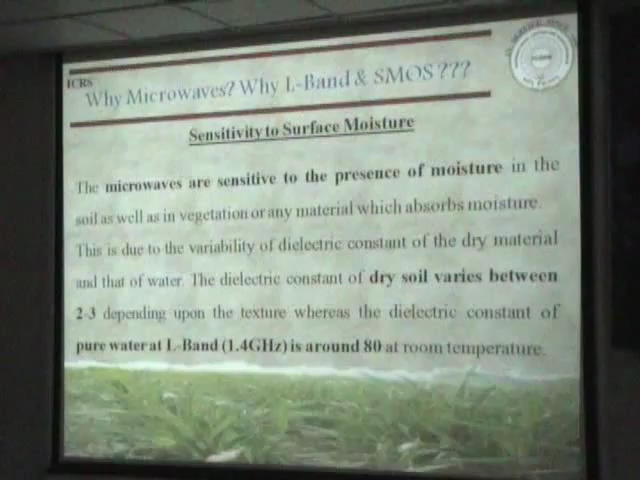 ICRS
Why Microwaves? Why L-Band & SMOS ???
Sensitivity to Surface Moisture
The microwaves are sensitive to the presence of moisture in the
soil as well as in vegetation or any material which absorbs moisture.
This is due to the variability of dielectric constant of the dry material
and that of water. The dielectric constant of dry soil varies between
2-3 depending upon the texture whereas the dielectric constant of
pure water at L-Band (1.4GHz) is around 80 at room temperature.